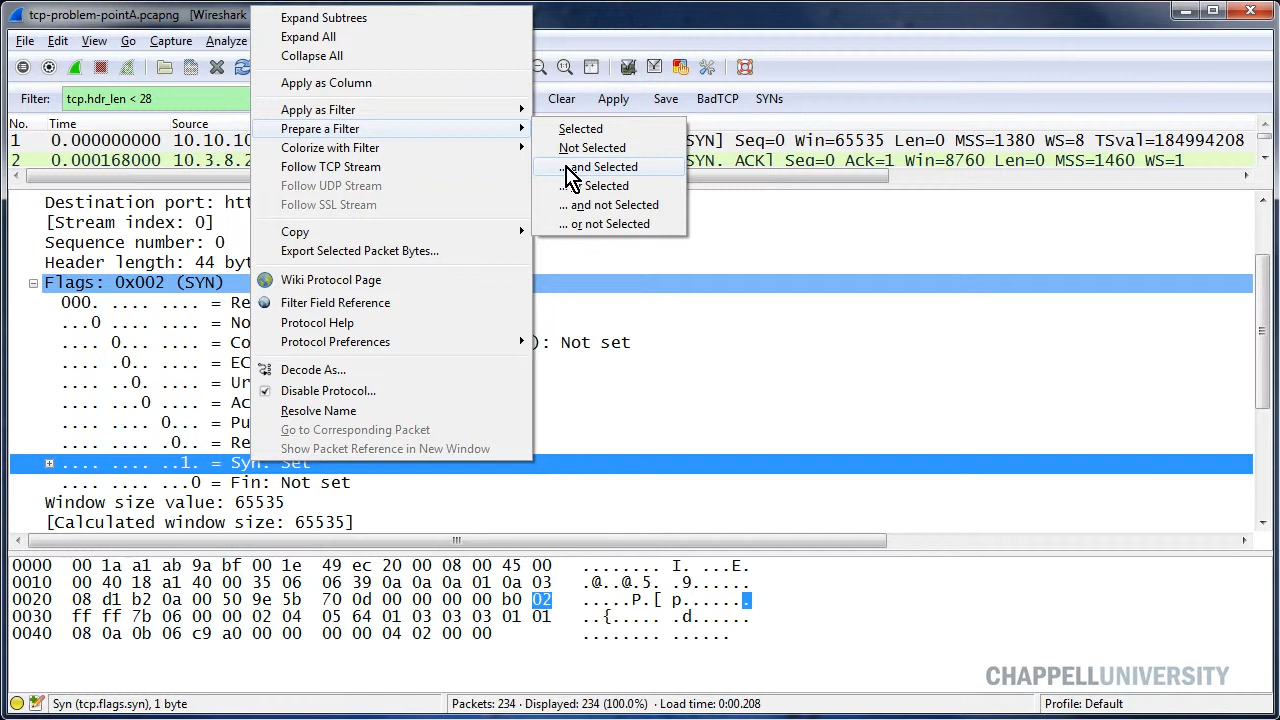 tcp-problem-pointA.pcapng [Wireshark
File Edit View Go Capture Analyze
Filter: tcp.hdr_len < 28 Clear Apply Save BadTCP SYNs
No. Time Source
1 0.000000000 10.10.10 SYN] Seq=0 Win=65535 Len=0 MSS=1380 WS=8 TSval=184994208
2 0.000168000 10.3.8.2 SYN, ACK] Seq=0 Ack=1 Win=8760 Len=0 MSS=1460 WS=1
Expand Subtrees
Expand All
Collapse All
Apply as Column
Apply as Filter
Prepare a Filter
Colorize with Filter
Follow TCP Stream
Follow UDP Stream
Follow SSL Stream
Copy
Export Selected Packet Bytes...
Wiki Protocol Page
Filter Field Reference
Protocol Help
Protocol Preferences
Decode As...
Disable Protocol...
Resolve Name
Go to Corresponding Packet
Show Packet Reference in New Window
Selected
Not Selected
... and Selected
Selected
... and not Selected
... or not Selected
Destination port: htt
[Stream index: 0]
Sequence number: 0
Header length: 44 byt
Flags: 0x002 (SYN)
000. .... .... = Re
...0 .... .... = No
.... 0... .... = Co ): Not set
.... .0.. .... = EC
.... ..0. .... = Ur
.... ...0 .... = Ac
.... .... 0... = Pu
.... .... .0.. = Re
.... .... ..1. = Syn: Set
.... .... ...0 = Fin: Not set
Window size value: 65535
[Calculated window size: 65535]
0000 00 1a a1 ab 9a bf 00 1e 49 ec 20 00 08 00 45 00 ........ I. ...E.
0010 00 40 18 a1 40 00 35 06 06 39 0a 0a 0a 01 0a 03 .@..@.5. .9......
0020 08 d1 b2 0a 00 50 9e 5b 70 0d 00 00 00 00 b0 02 .....P.[ p.......
0030 ff ff 7b 06 00 00 02 04 05 64 01 03 03 03 01 01 ..{..... .d......
0040 08 0a 0b 06 c9 a0 00 00 00 00 04 02 00 00 ........ ......
CHAPPELLUNIVERSITY
Syn (tcp.flags.syn), 1 byte Packets: 234 · Displayed: 234 (100.0%) · Load time: 0:00.208 Profile: Default